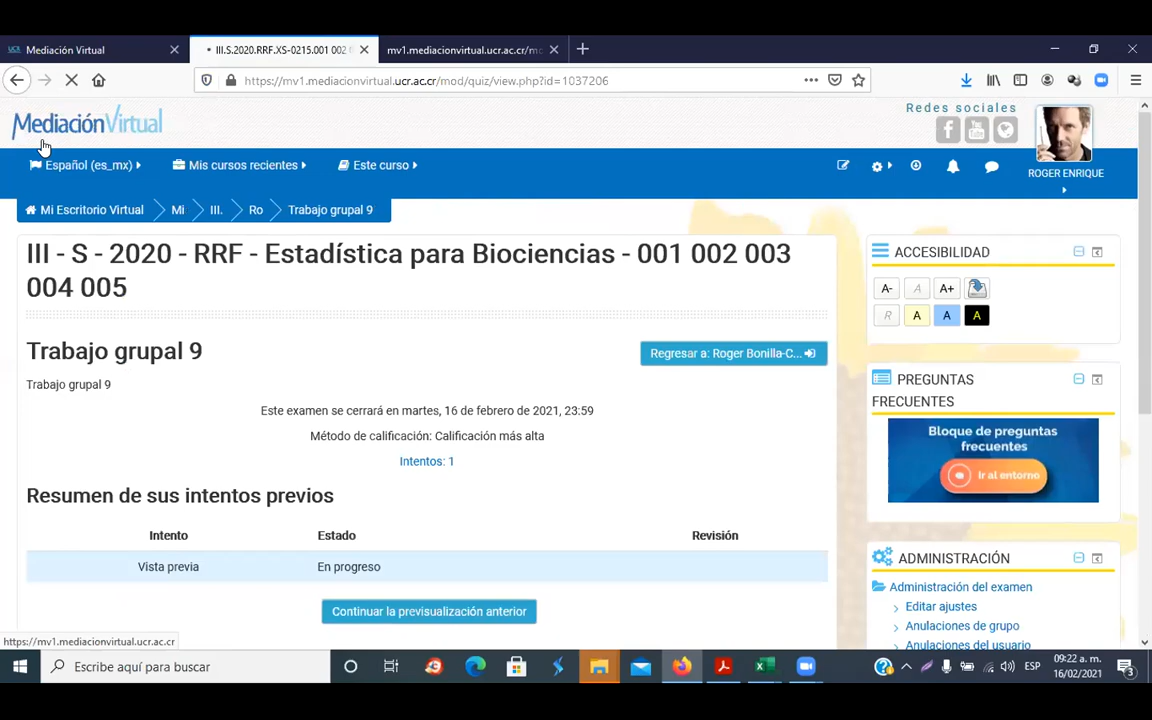 Mediación Virtual
III.S.2020.RRF.XS-0215.001 002 0
mv1.mediacionvirtual.ucr.ac.cr/mo
https://mv1.mediacionvirtual.ucr.ac.cr/mod/quiz/view.php?id=1037206
MediaciónVirtual
Redes sociales
Español (es_mx)
Mis cursos recientes
Este curso
ROGER ENRIQUE
Mi Escritorio Virtual
Mi
III.
Ro
Trabajo grupal 9
III - S - 2020 - RRF - Estadística para Biociencias - 001 002 003
004 005
Trabajo grupal 9
Regresar a: Roger Bonilla-C...
Trabajo grupal 9
Este examen se cerrará en martes, 16 de febrero de 2021, 23:59
Método de calificación: Calificación más alta
Intentos: 1
Resumen de sus intentos previos
Intento Estado Revisión
Vista previa En progreso
Continuar la previsualización anterior
ACCESIBILIDAD
A- A A+
R A A A
PREGUNTAS
FRECUENTES
Bloque de preguntas
frecuentes
Ir al entorno
ADMINISTRACIÓN
Administración del examen
Editar ajustes
Anulaciones de grupo
Anulaciones del usuario
https://mv1.mediacionvirtual.ucr.ac.cr
Escribe aquí para buscar
ESP
09:22 a. m.
16/02/2021
3